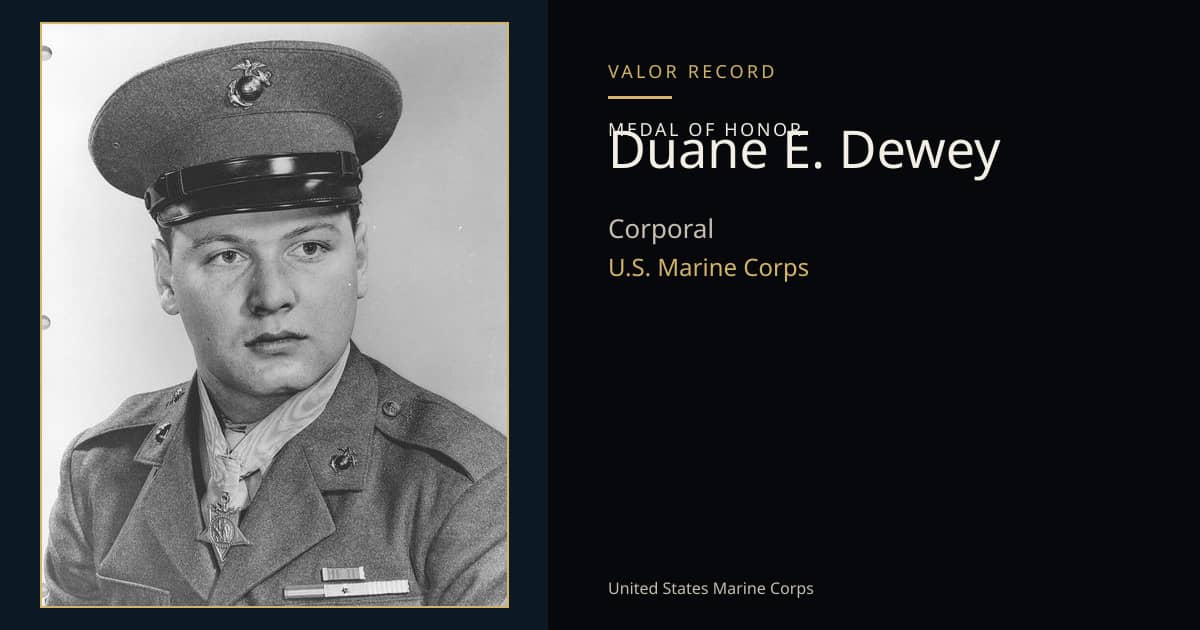 VALOR RECORD
MEDAL OF HONOR
Duane E. Dewey
Corporal
U.S. Marine Corps
United States Marine Corps